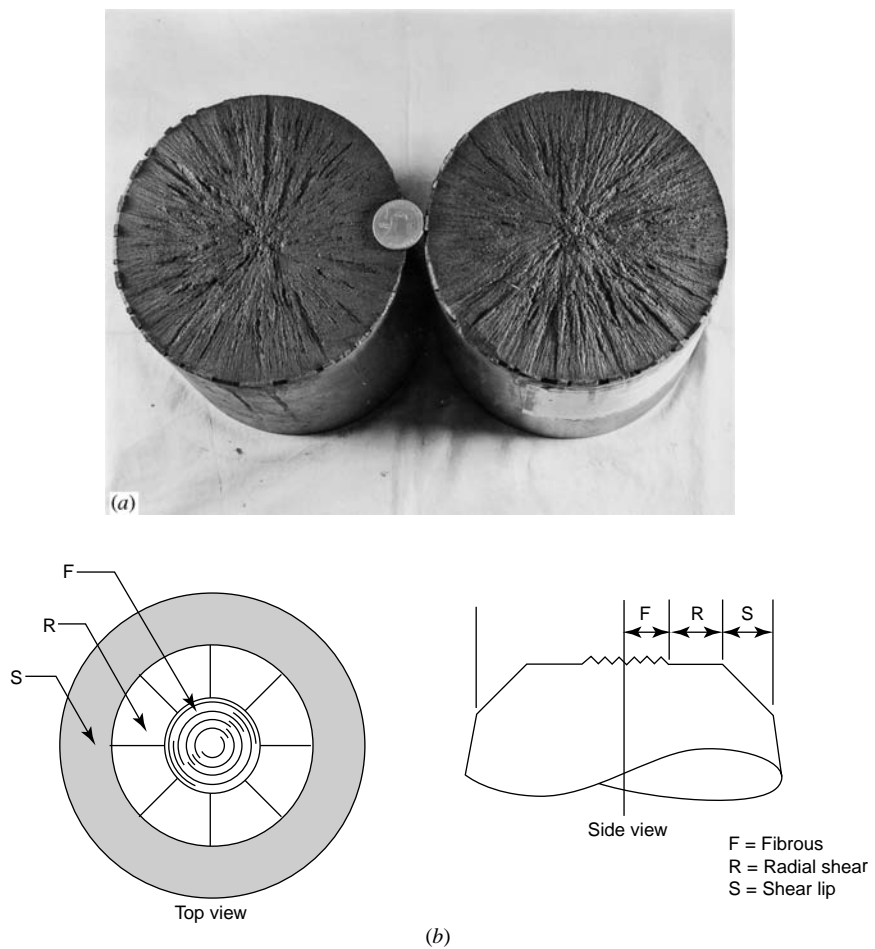 (a)
F
R
S
Top view
F R S
Side view
F = Fibrous
R = Radial shear
S = Shear lip
(b)